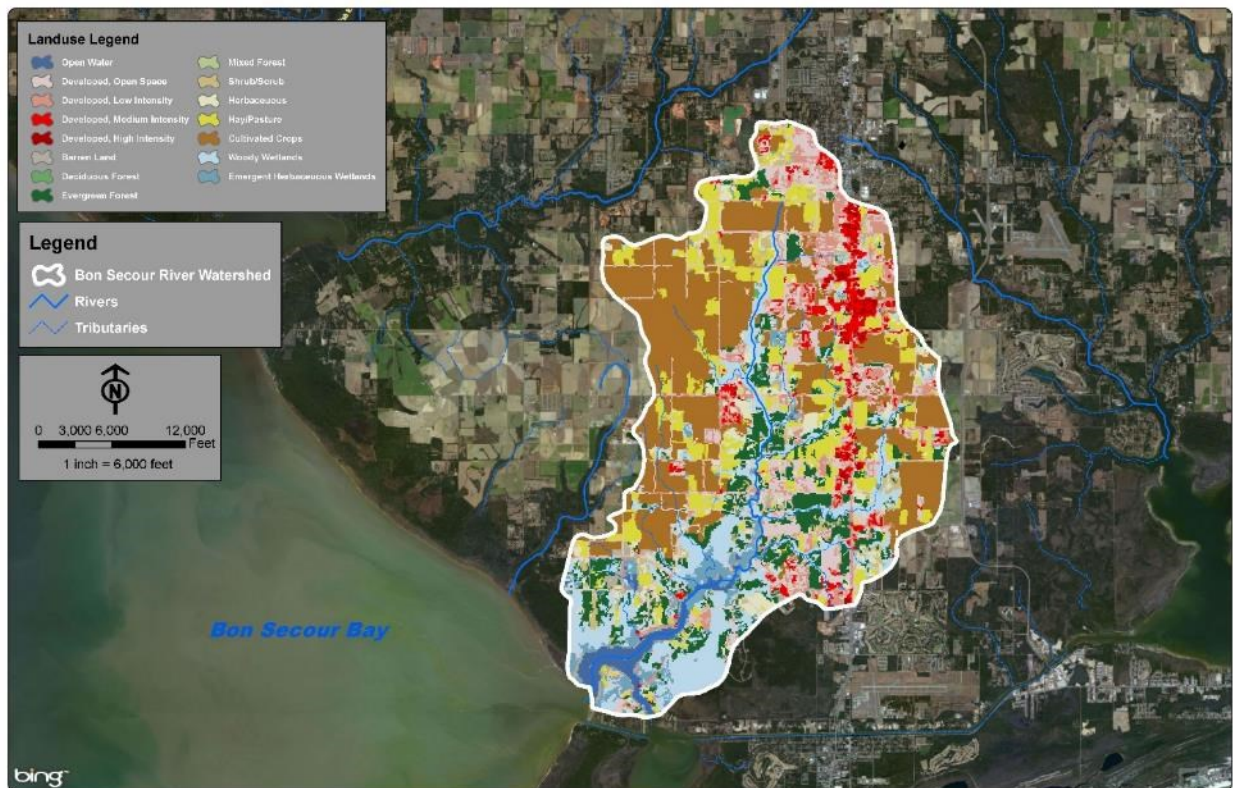 Landuse Legend
Open Water
Developed, Open Space
Developed, Low Intensity
Developed, Medium Intensity
Developed, High Intensity
Barren Land
Deciduous Forest
Evergreen Forest
Mixed Forest
Shrub/Scrub
Herbaceous
Hay/Pasture
Cultivated Crops
Woody Wetlands
Emergent Herbaceous Wetlands
Legend
Bon Secour River Watershed
Rivers
Tributaries
N
0 3,000 6,000 12,000
Feet
1 inch = 6,000 feet
Bon Secour Bay
bing